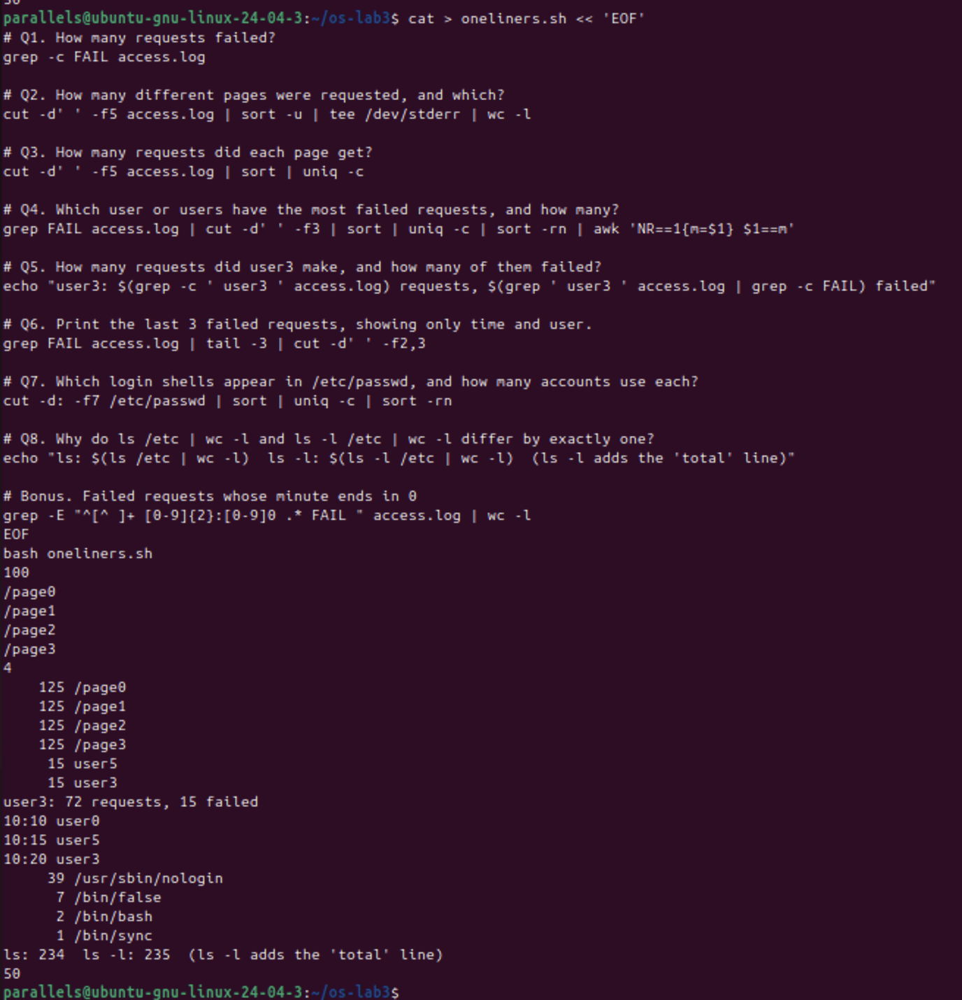 parallels@ubuntu-gnu-linux-24-04-3:~/os-lab3$ cat > oneliners.sh << 'EOF'
# Q1. How many requests failed?
grep -c FAIL access.log

# Q2. How many different pages were requested, and which?
cut -d' ' -f5 access.log | sort -u | tee /dev/stderr | wc -l

# Q3. How many requests did each page get?
cut -d' ' -f5 access.log | sort | uniq -c

# Q4. Which user or users have the most failed requests, and how many?
grep FAIL access.log | cut -d' ' -f3 | sort | uniq -c | sort -rn | awk 'NR==1{m=$1} $1==m'

# Q5. How many requests did user3 make, and how many of them failed?
echo "user3: $(grep -c ' user3 ' access.log) requests, $(grep ' user3 ' access.log | grep -c FAIL) failed"

# Q6. Print the last 3 failed requests, showing only time and user.
grep FAIL access.log | tail -3 | cut -d' ' -f2,3

# Q7. Which login shells appear in /etc/passwd, and how many accounts use each?
cut -d: -f7 /etc/passwd | sort | uniq -c | sort -rn

# Q8. Why do ls /etc | wc -l and ls -l /etc | wc -l differ by exactly one?
echo "ls: $(ls /etc | wc -l)  ls -l: $(ls -l /etc | wc -l)  (ls -l adds the 'total' line)"

# Bonus. Failed requests whose minute ends in 0
grep -E "^[^ ]+ [0-9]{2}:[0-9]0 .* FAIL " access.log | wc -l
EOF
bash oneliners.sh
100
/page0
/page1
/page2
/page3
4
    125 /page0
    125 /page1
    125 /page2
    125 /page3
     15 user5
     15 user3
user3: 72 requests, 15 failed
10:10 user0
10:15 user5
10:20 user3
     39 /usr/sbin/nologin
      7 /bin/false
      2 /bin/bash
      1 /bin/sync
ls: 234  ls -l: 235  (ls -l adds the 'total' line)
50
parallels@ubuntu-gnu-linux-24-04-3:~/os-lab3$